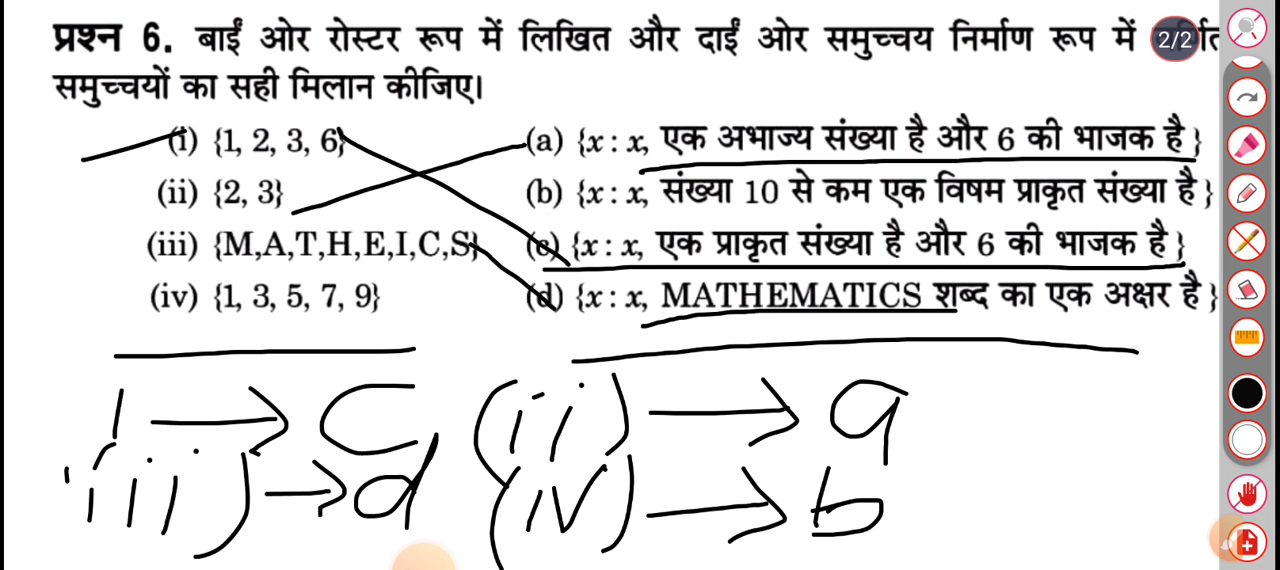 प्रश्न 6. बाईं ओर रोस्टर रूप में लिखित और दाईं ओर समुच्चय निर्माण रूप में
2/2
समुच्चयों का सही मिलान कीजिए।
(i) {1, 2, 3, 6} (a) {x : x, एक अभाज्य संख्या है और 6 की भाजक है}
(ii) {2, 3} (b) {x : x, संख्या 10 से कम एक विषम प्राकृत संख्या है}
(iii) {M,A,T,H,E,I,C,S} (c) {x : x, एक प्राकृत संख्या है और 6 की भाजक है}
(iv) {1, 3, 5, 7, 9} (d) {x : x, MATHEMATICS शब्द का एक अक्षर है}
1 → C (ii) → a
iii) → d (iv) → b